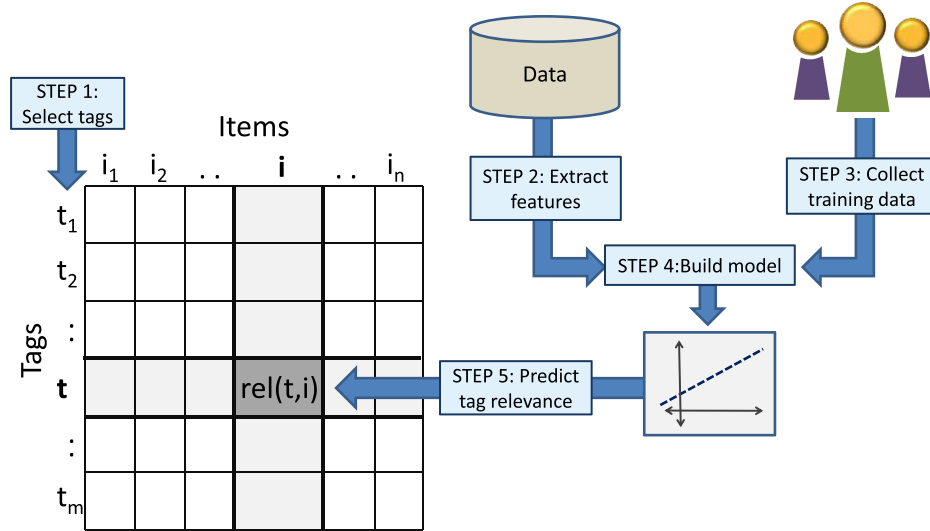 STEP 1:
Select tags
Data
Items
i1 i2 . . i . . in
STEP 2: Extract
features
STEP 3: Collect
training data
t1
t2
:
t
:
tm
Tags
STEP 4:Build model
rel(t,i)
STEP 5: Predict
tag relevance